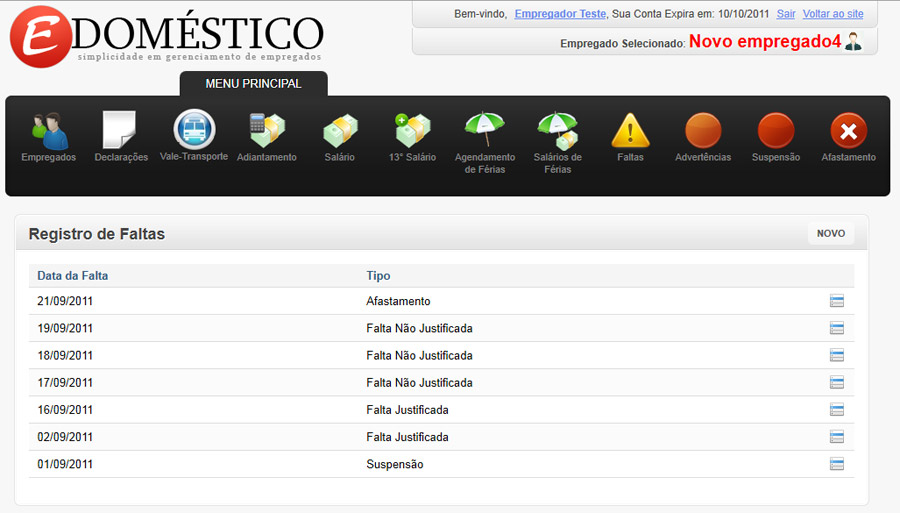 E DOMÉSTICO
simplicidade em gerenciamento de empregados
Bem-vindo, Empregador Teste, Sua Conta Expira em: 10/10/2011 Sair Voltar ao site
Empregado Selecionado: Novo empregado4
MENU PRINCIPAL
Empregados
Declarações
Vale-Transporte
Adiantamento
Salário
13° Salário
Agendamento
de Férias
Salários de
Férias
Faltas
Advertências
Suspensão
Afastamento
Registro de Faltas
NOVO
Data da Falta Tipo
21/09/2011 Afastamento
19/09/2011 Falta Não Justificada
18/09/2011 Falta Não Justificada
17/09/2011 Falta Não Justificada
16/09/2011 Falta Justificada
02/09/2011 Falta Justificada
01/09/2011 Suspensão